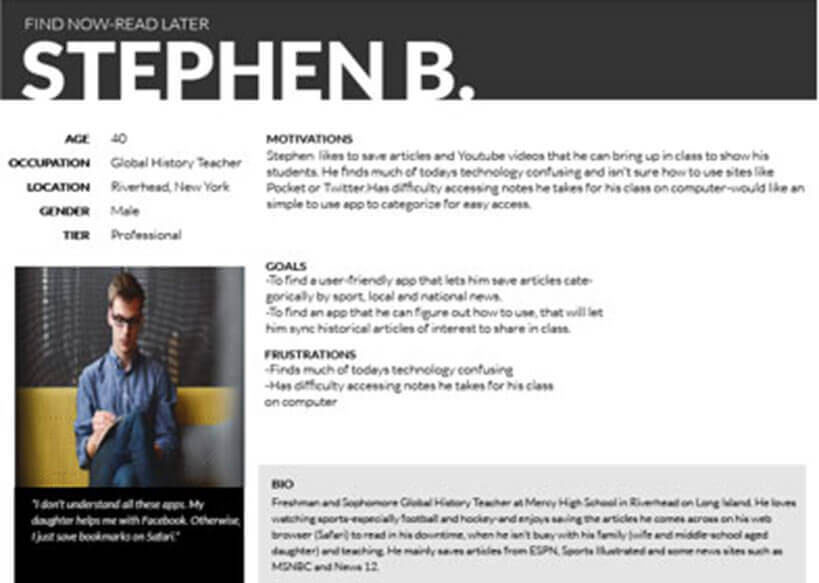 FIND NOW-READ LATER
STEPHEN B.
AGE 40
OCCUPATION Global History Teacher
LOCATION Riverhead, New York
GENDER Male
TIER Professional
"I don't understand all these apps. My
daughter helps me with Facebook. Otherwise,
I just save bookmarks on Safari."
MOTIVATIONS
Stephen likes to save articles and Youtube videos that he can bring up in class to show his
students. He finds much of todays technology confusing and isn't sure how to use sites like
Pocket or Twitter.Has difficulty accessing notes he takes for his class on computer-would like an
simple to use app to categorize for easy access.
GOALS
-To find a user-friendly app that lets him save articles cate-
gorically by sport, local and national news.
-To find an app that he can figure out how to use, that will let
him sync historical articles of interest to share in class.
FRUSTRATIONS
-Finds much of todays technology confusing
-Has difficulty accessing notes he takes for his class
on computer
BIO
Freshman and Sophomore Global History Teacher at Mercy High School in Riverhead on Long Island. He loves
watching sports-especially football and hockey-and enjoys saving the articles he comes across on his web
browser (Safari) to read in his downtime, when he isn't busy with his family (wife and middle-school aged
daughter) and teaching. He mainly saves articles from ESPN, Sports Illustrated and some news sites such as
MSNBC and News 12.